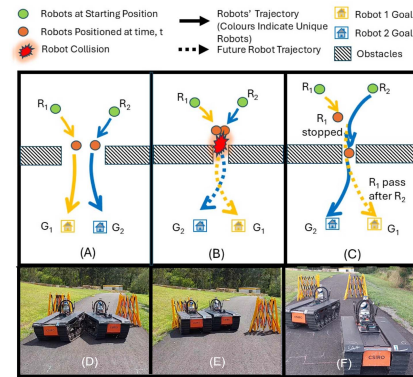 Robots at Starting Position
Robots Positioned at time, t
Robot Collision
Robots' Trajectory
(Colours Indicate Unique
Robots)
Future Robot Trajectory
Robot 1 Goal
Robot 2 Goal
Obstacles
R1 R2
G1 G2
(A)
R1 R2
G2 G1
(B)
R1 R2
R1
stopped
R1 pass
after R2
G2 G1
(C)
(D)
(E)
CSIRO
(F)